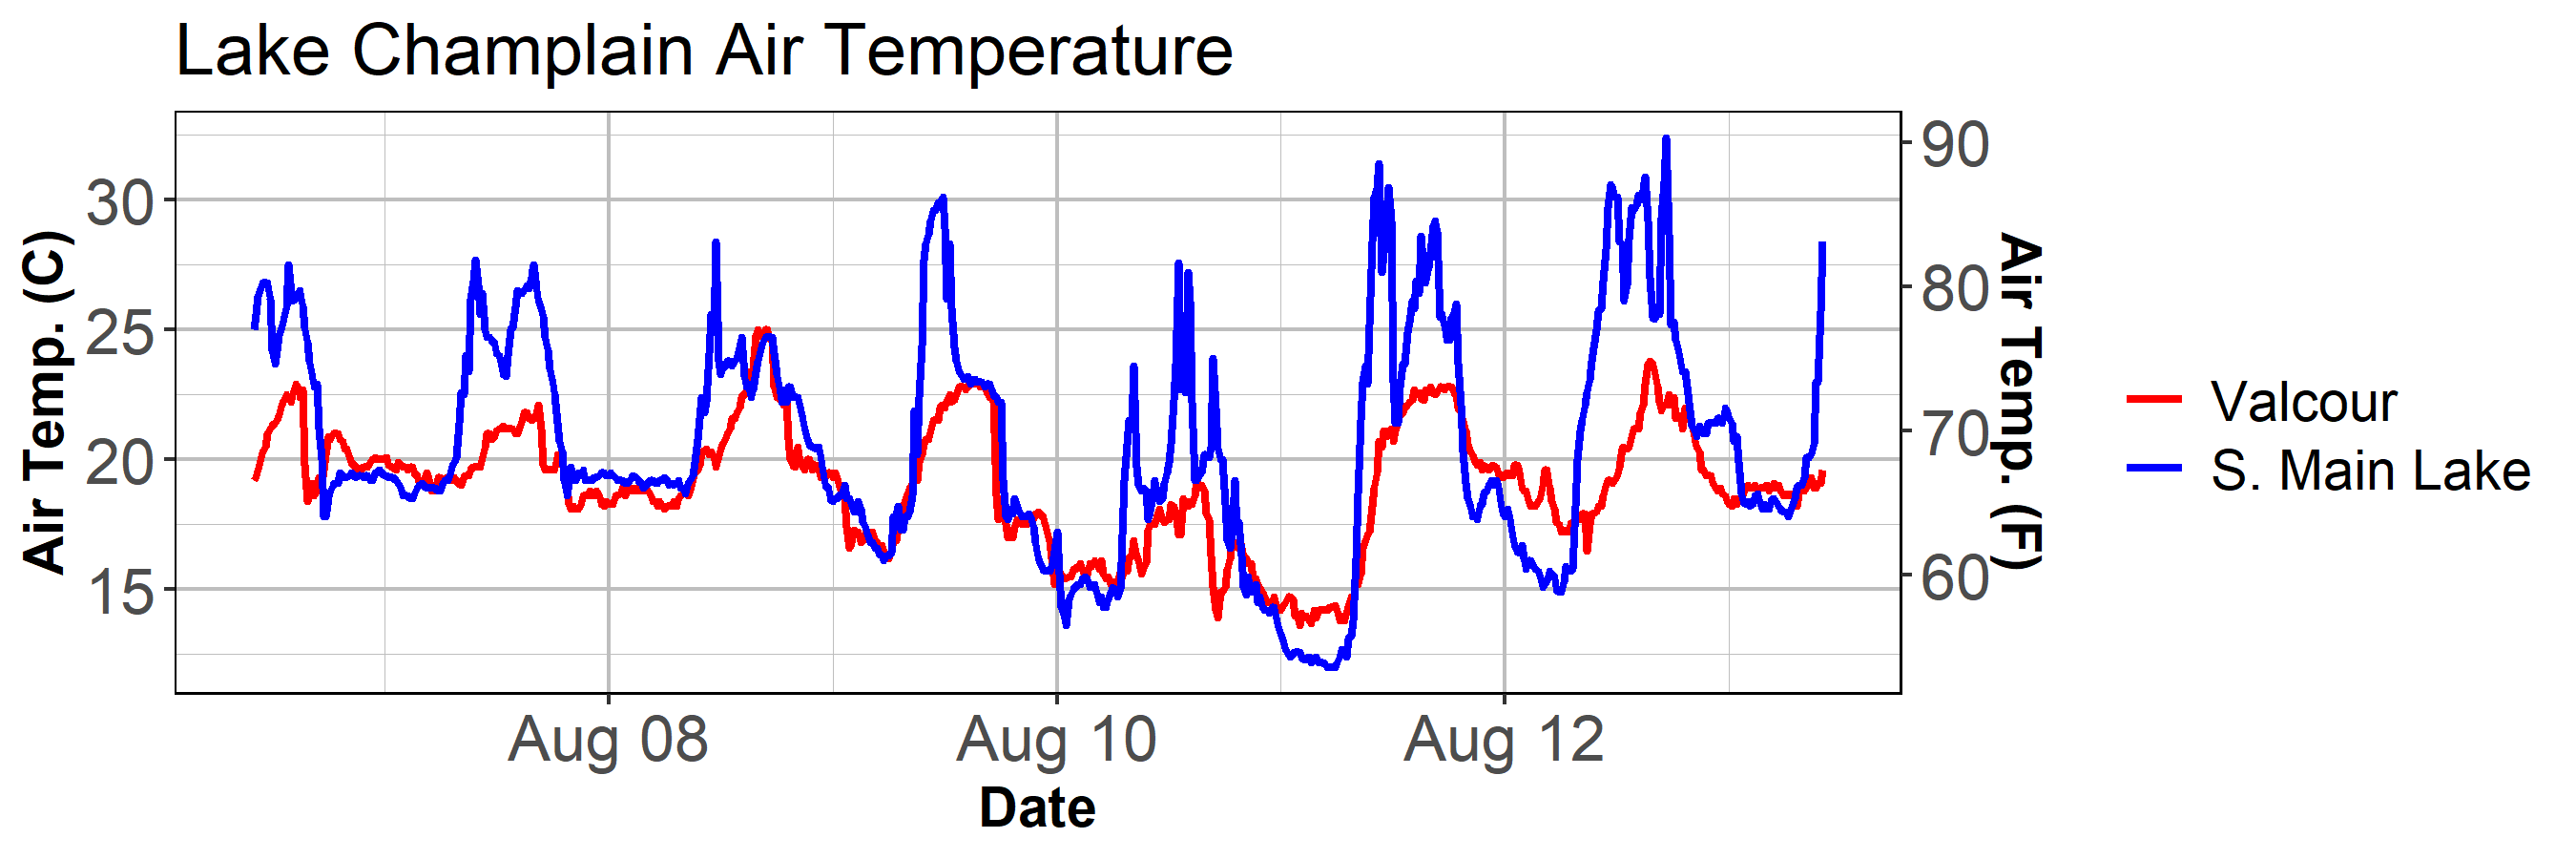 Lake Champlain Air Temperature
Air Temp. (C)
30
25
20
15
90
80
70
60
Air Temp. (F)
Aug 08
Aug 10
Aug 12
Date
Valcour
S. Main Lake